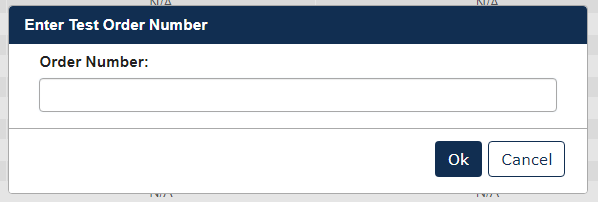 N/A N/A
Enter Test Order Number
Order Number:
Ok Cancel
N/A N/A